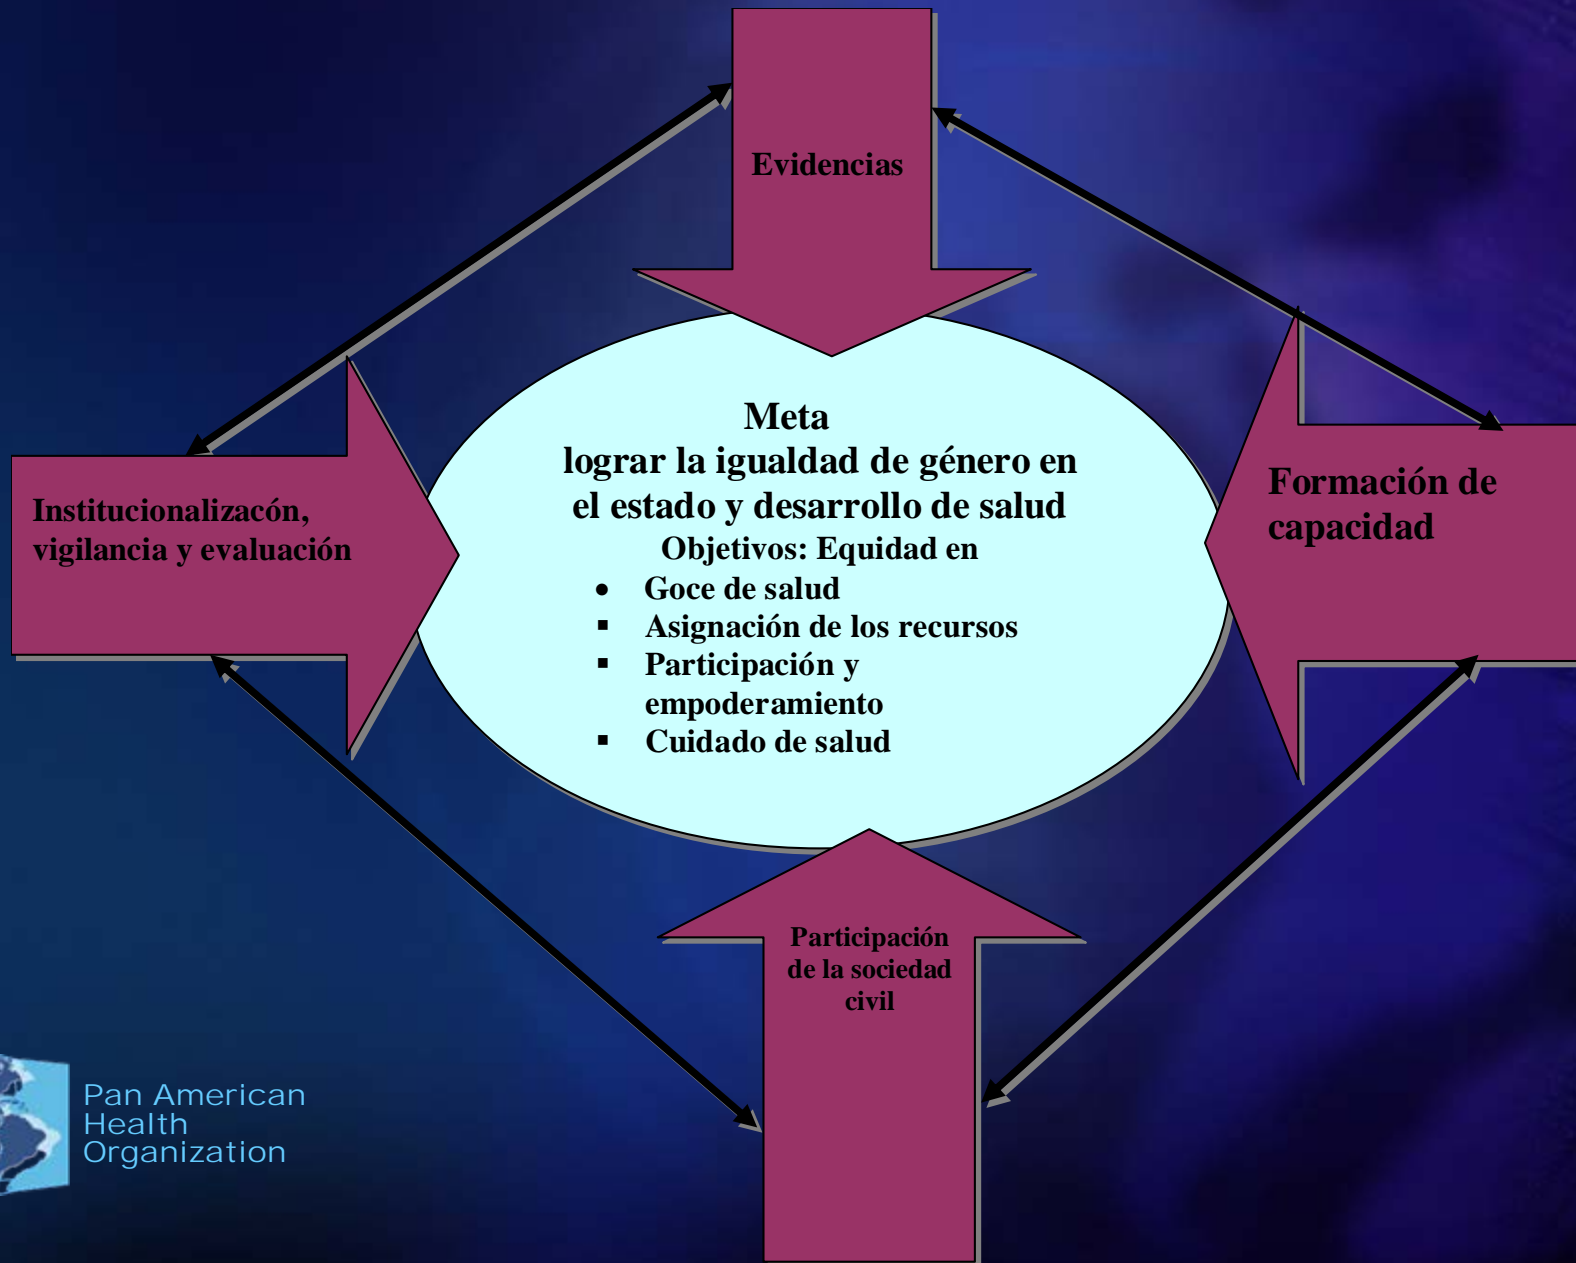 Evidencias
Meta
lograr la igualdad de género en
el estado y desarrollo de salud
Objetivos: Equidad en
• Goce de salud
▪ Asignación de los recursos
▪ Participación y
empoderamiento
▪ Cuidado de salud
Institucionalizacón,
vigilancia y evaluación
Formación de
capacidad
Participación
de la sociedad
civil
Pan American
Health
Organization